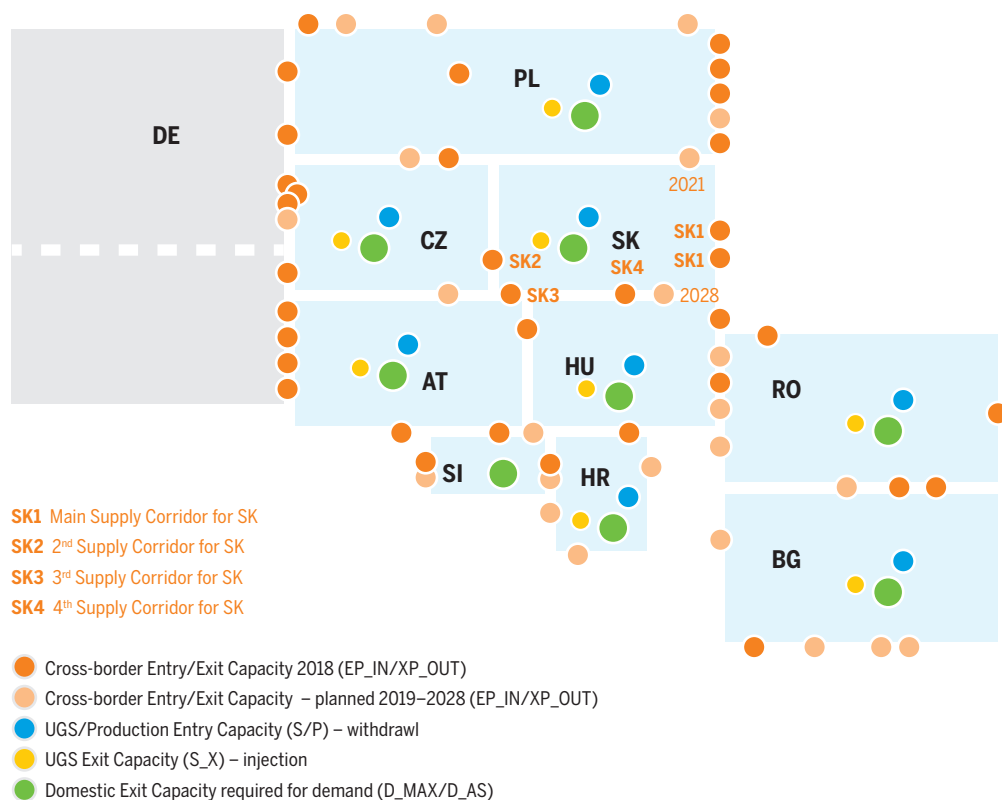 PL
DE
2021
CZ
SK
SK1
SK2
SK4
SK1
SK3
2028
AT
HU
RO
SI
HR
BG
SK1 Main Supply Corridor for SK
SK2 2nd Supply Corridor for SK
SK3 3rd Supply Corridor for SK
SK4 4th Supply Corridor for SK
Cross-border Entry/Exit Capacity 2018 (EP_IN/XP_OUT)
Cross-border Entry/Exit Capacity – planned 2019–2028 (EP_IN/XP_OUT)
UGS/Production Entry Capacity (S/P) – withdrawl
UGS Exit Capacity (S_X) – injection
Domestic Exit Capacity required for demand (D_MAX/D_AS)